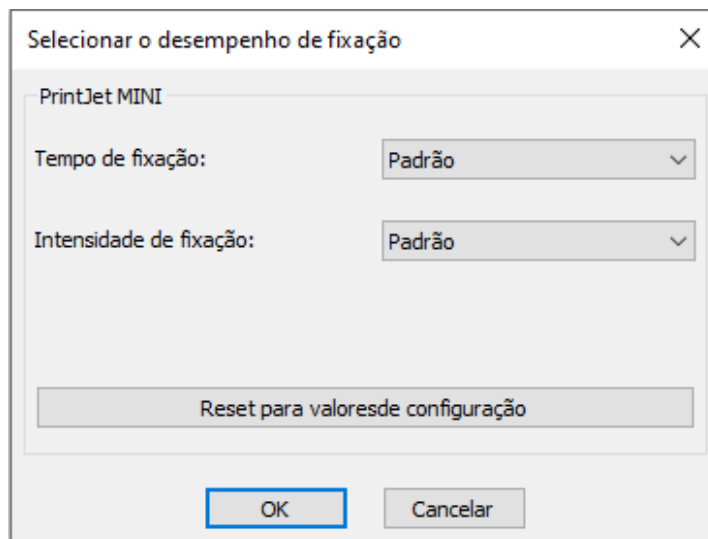 Selecionar o desempenho de fixação
PrintJet MINI
Tempo de fixação: Padrão
Intensidade de fixação: Padrão
Reset para valoresde configuração
OK Cancelar